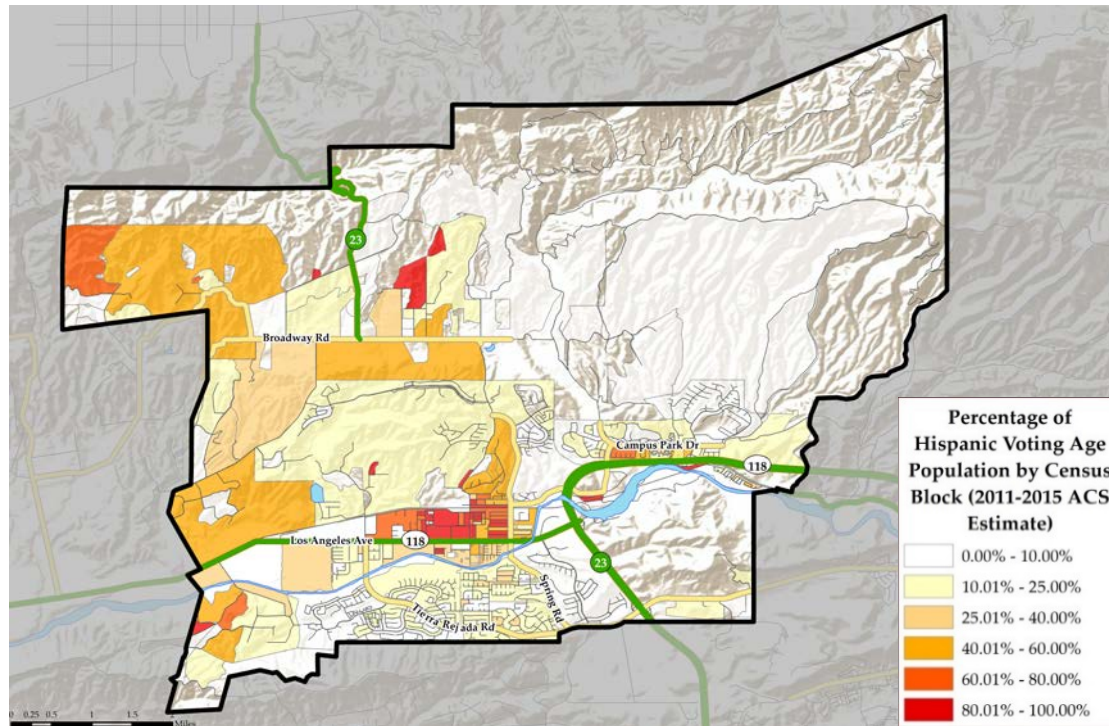 23
Broadway Rd
Campus Park Dr
118
Los Angeles Ave
118
23
Spring Rd
Tierra Rejada Rd
Percentage of
Hispanic Voting Age
Population by Census
Block (2011-2015 ACS
Estimate)
0.00% - 10.00%
10.01% - 25.00%
25.01% - 40.00%
40.01% - 60.00%
60.01% - 80.00%
80.01% - 100.00%
0 0.25 0.5 1 1.5 2
Miles